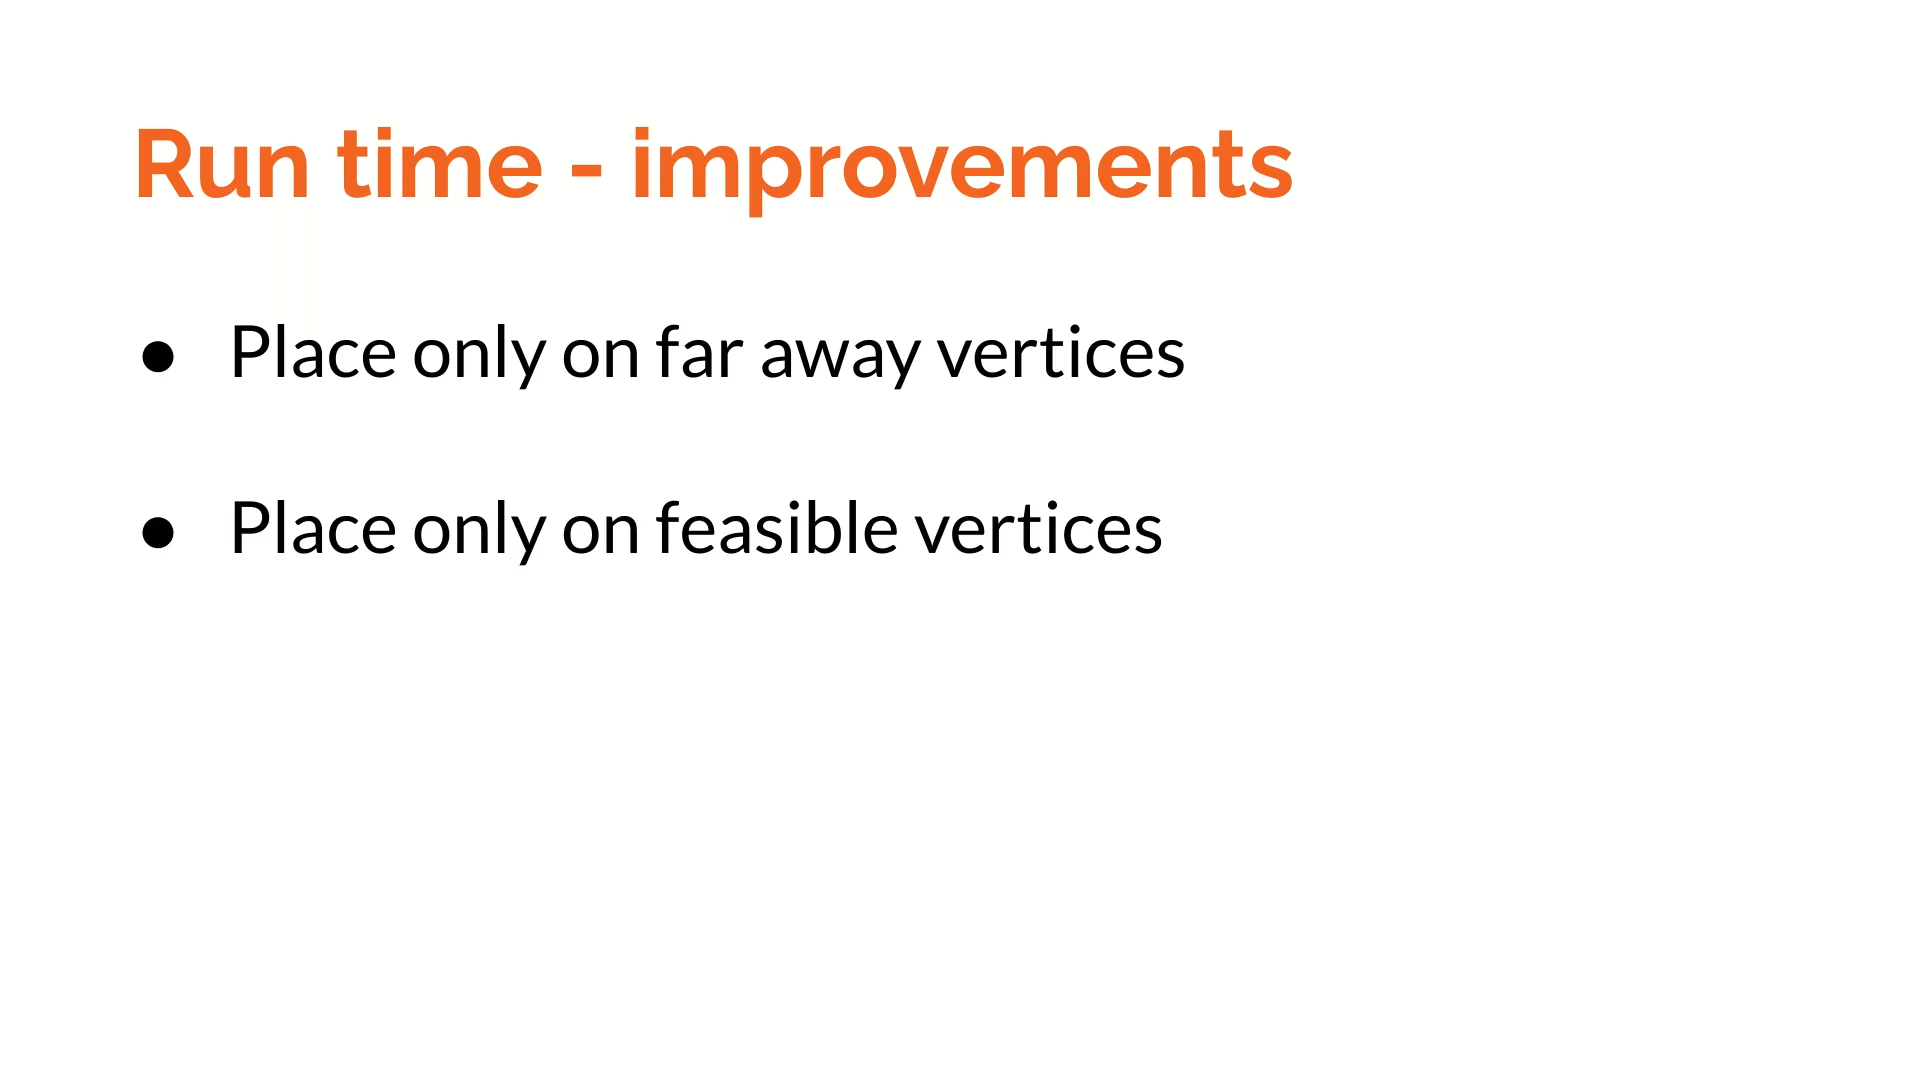 Run time - improvements
● Place only on far away vertices
● Place only on feasible vertices